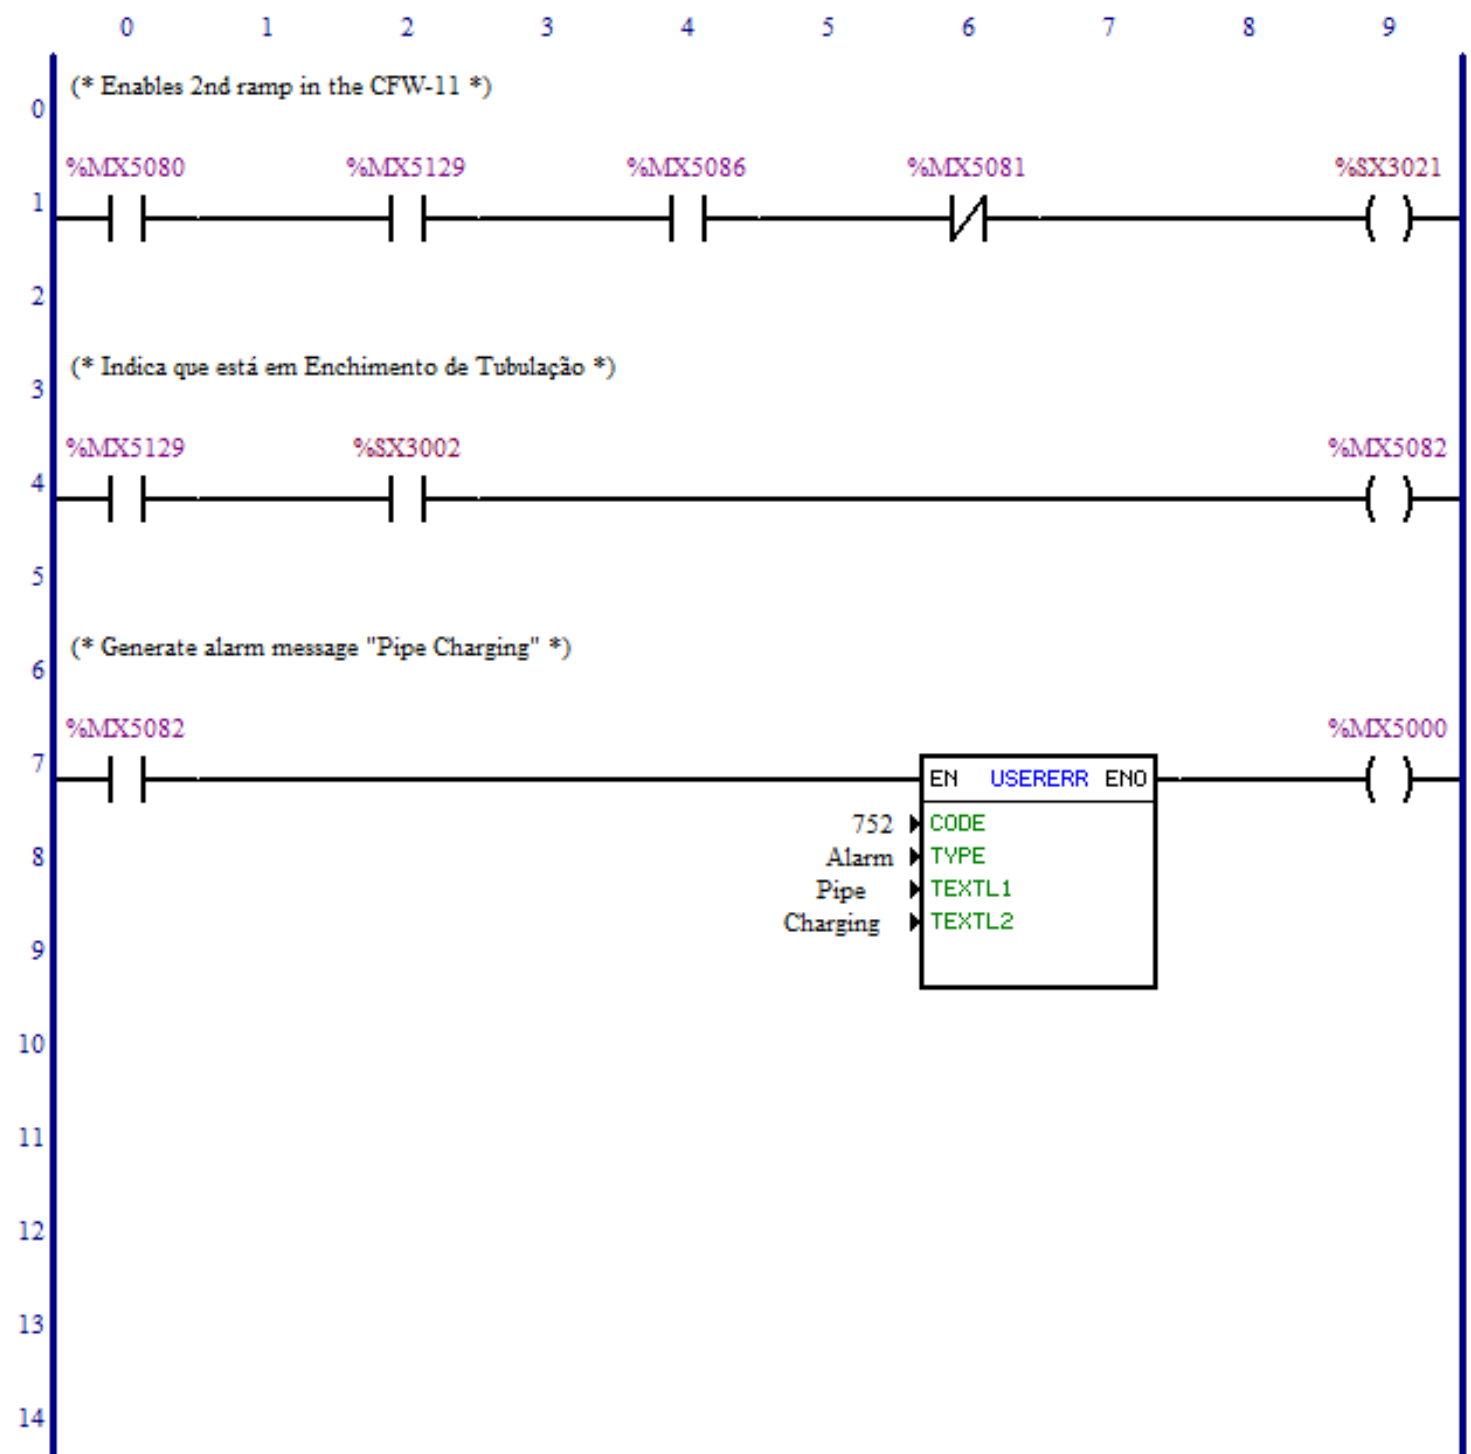 0 1 2 3 4 5 6 7 8 9
(* Enables 2nd ramp in the CFW-11 *)
0
%MX5080 %MX5129 %MX5086 %MX5081 %SX3021
1
2
(* Indica que está em Enchimento de Tubulação *)
3
%MX5129 %SX3002 %MX5082
4
5
(* Generate alarm message "Pipe Charging" *)
6
%MX5082 %MX5000
7
EN USERERR ENO
752 CODE
8
Alarm TYPE
Pipe TEXTL1
Charging TEXTL2
9
10
11
12
13
14